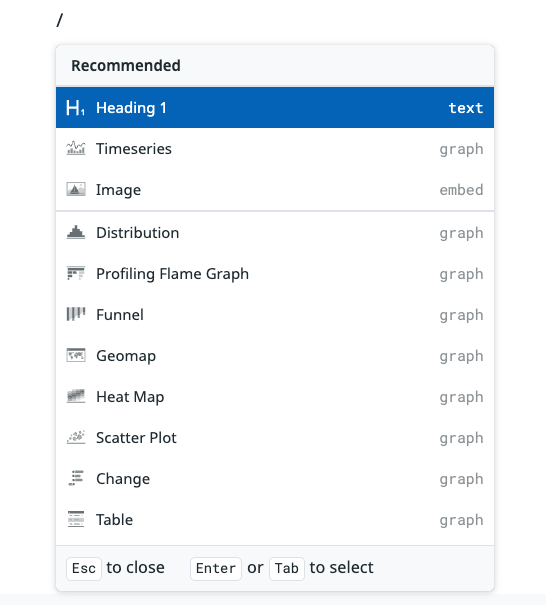 /
Recommended
H1 Heading 1 text
Timeseries graph
Image embed
Distribution graph
Profiling Flame Graph graph
Funnel graph
Geomap graph
Heat Map graph
Scatter Plot graph
Change graph
Table graph
Esc to close Enter or Tab to select